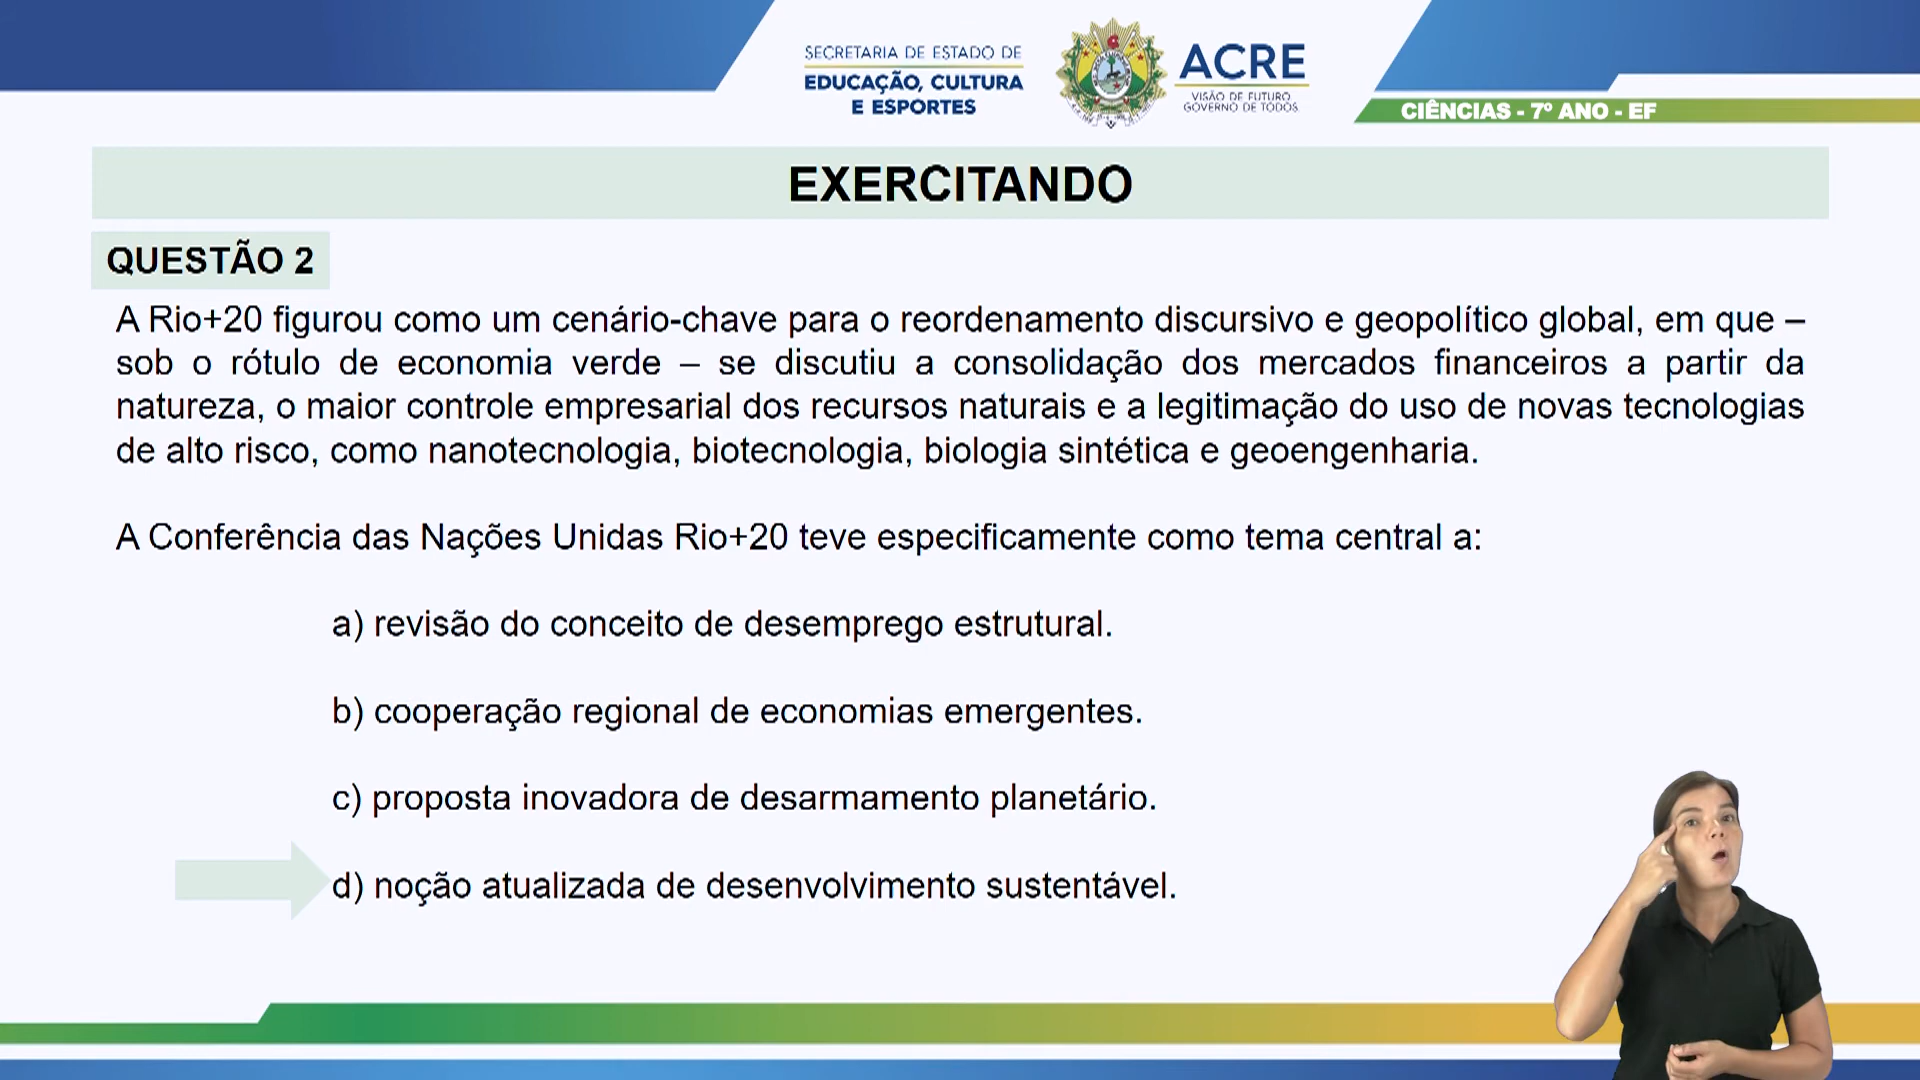 SECRETARIA DE ESTADO DE
EDUCAÇÃO, CULTURA
E ESPORTES
ACRE
VISÃO DE FUTURO
GOVERNO DE TODOS
CIÊNCIAS - 7º ANO - EF
EXERCITANDO
QUESTÃO 2
A Rio+20 figurou como um cenário-chave para o reordenamento discursivo e geopolítico global, em que –
sob o rótulo de economia verde – se discutiu a consolidação dos mercados financeiros a partir da
natureza, o maior controle empresarial dos recursos naturais e a legitimação do uso de novas tecnologias
de alto risco, como nanotecnologia, biotecnologia, biologia sintética e geoengenharia.
A Conferência das Nações Unidas Rio+20 teve especificamente como tema central a:
a) revisão do conceito de desemprego estrutural.
b) cooperação regional de economias emergentes.
c) proposta inovadora de desarmamento planetário.
d) noção atualizada de desenvolvimento sustentável.